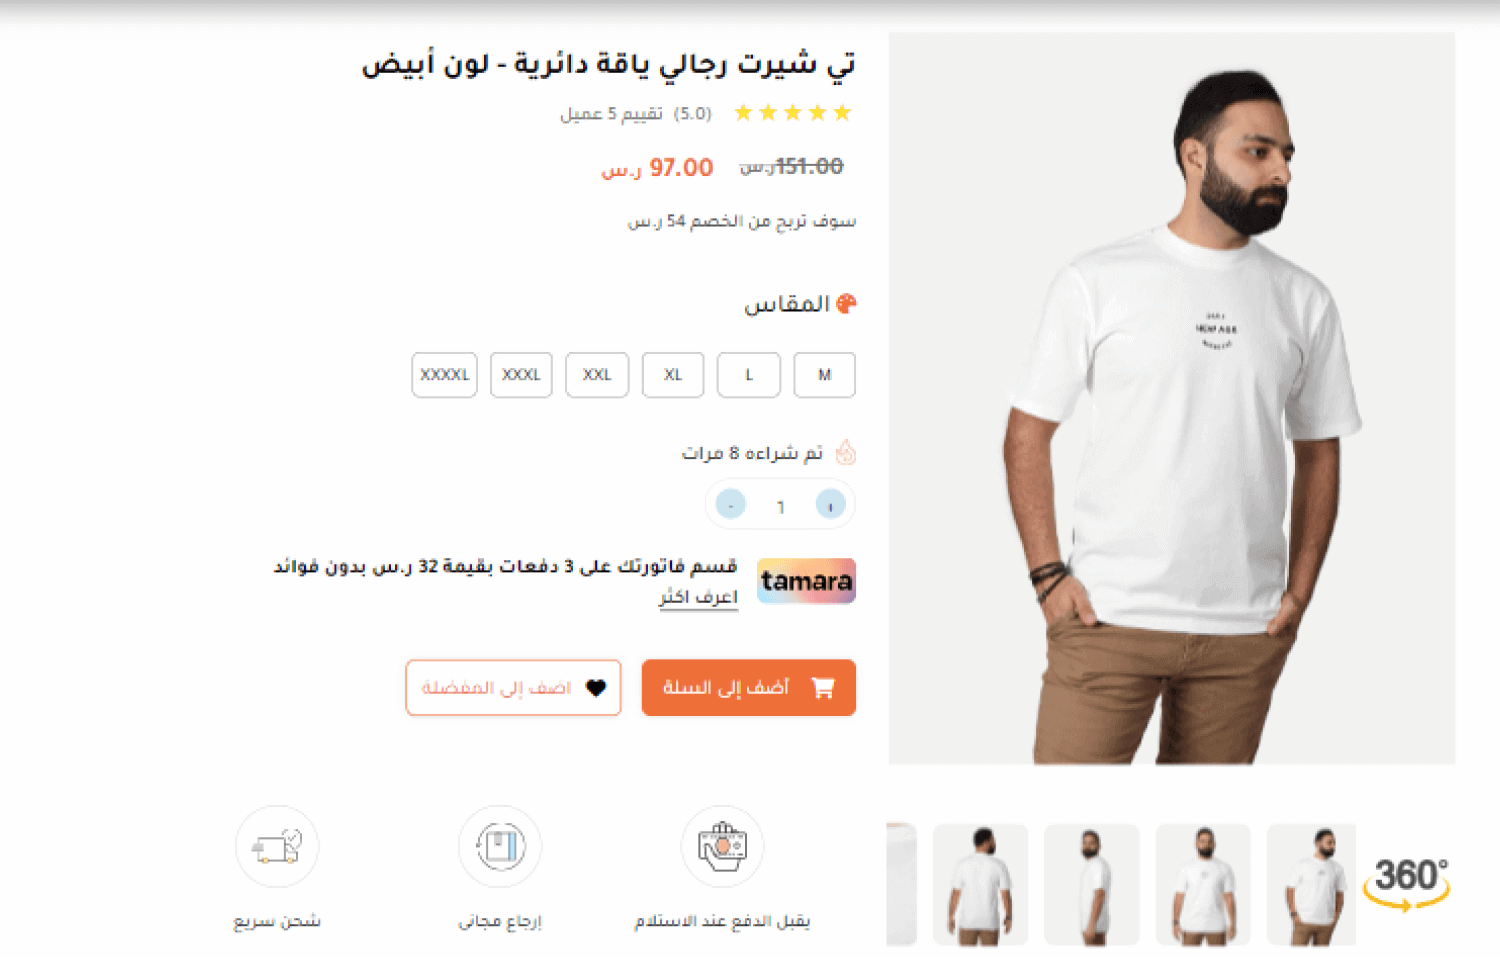 تي شيرت رجالي ياقة دائرية - لون أبيض
(5.0) تقييم 5 عميل
151.00 ر.س 97.00 ر.س
سوف تربح من الخصم 54 ر.س
المقاس
M L XL XXL XXXL XXXXL
تم شراءه 8 مرات
+ 1 -
tamara
قسم فاتورتك على 3 دفعات بقيمة 32 ر.س بدون فوائد
اعرف اكثر
أضف إلى السلة
اضف إلى المفضلة
يقبل الدفع عند الاستلام
إرجاع مجاني
شحن سريع
360°